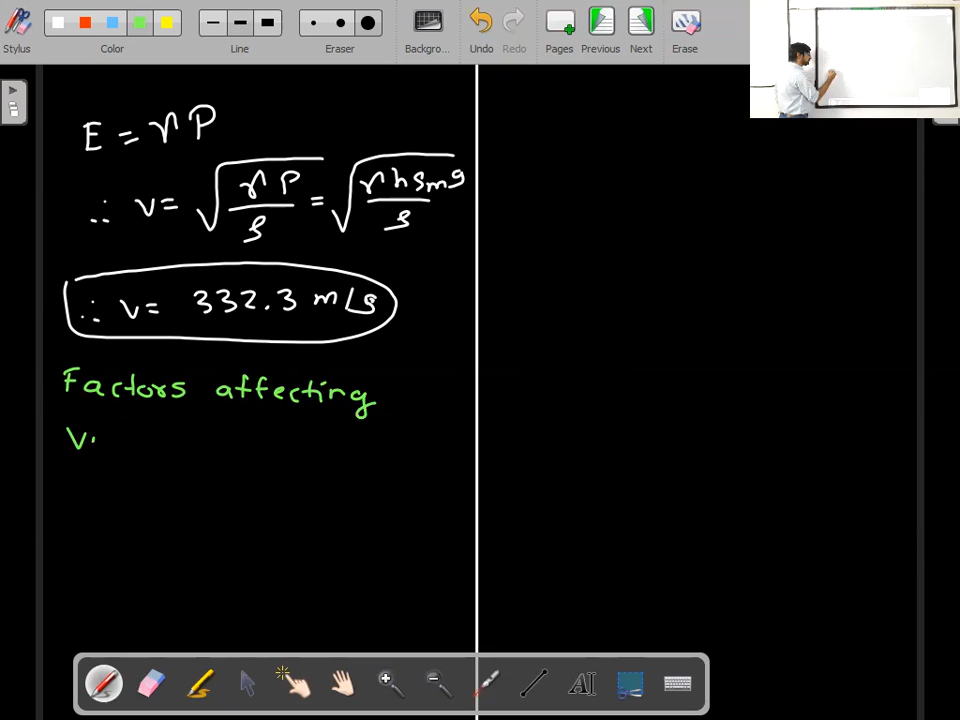 Stylus
Color
Line
Eraser
Backgro...
Undo
Redo
Pages
Previous
Next
Erase
E = γP
∴ v = √(γP/ρ) = √(γhρmg/ρ)
∴ v = 332.3 m/s
Factors affecting
v.